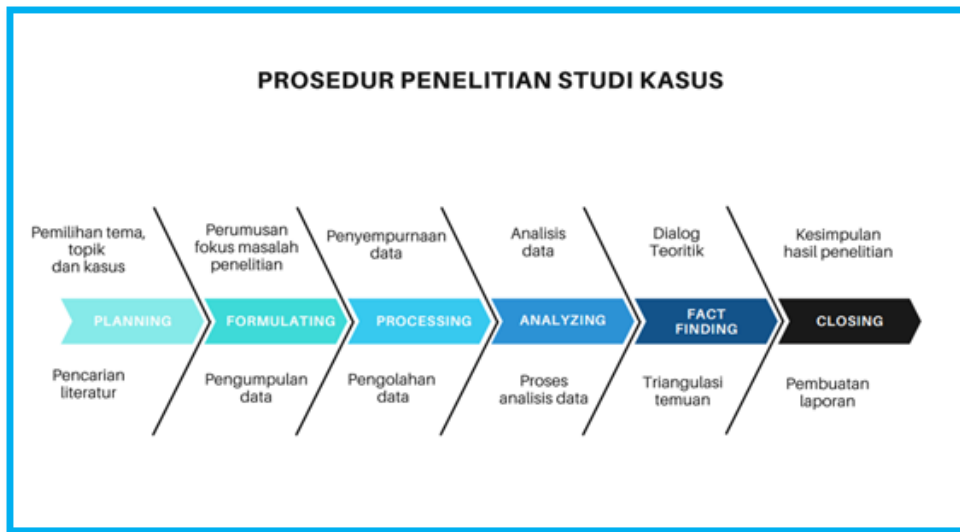 PROSEDUR PENELITIAN STUDI KASUS
Pemilihan tema,
topik
dan kasus
Perumusan
fokus masalah
penelitian
Penyempurnaan
data
Analisis
data
Dialog
Teoritik
Kesimpulan
hasil penelitian
PLANNING
FORMULATING
PROCESSING
ANALYZING
FACT
FINDING
CLOSING
Pencarian
literatur
Pengumpulan
data
Pengolahan
data
Proses
analisis data
Triangulasi
temuan
Pembuatan
laporan